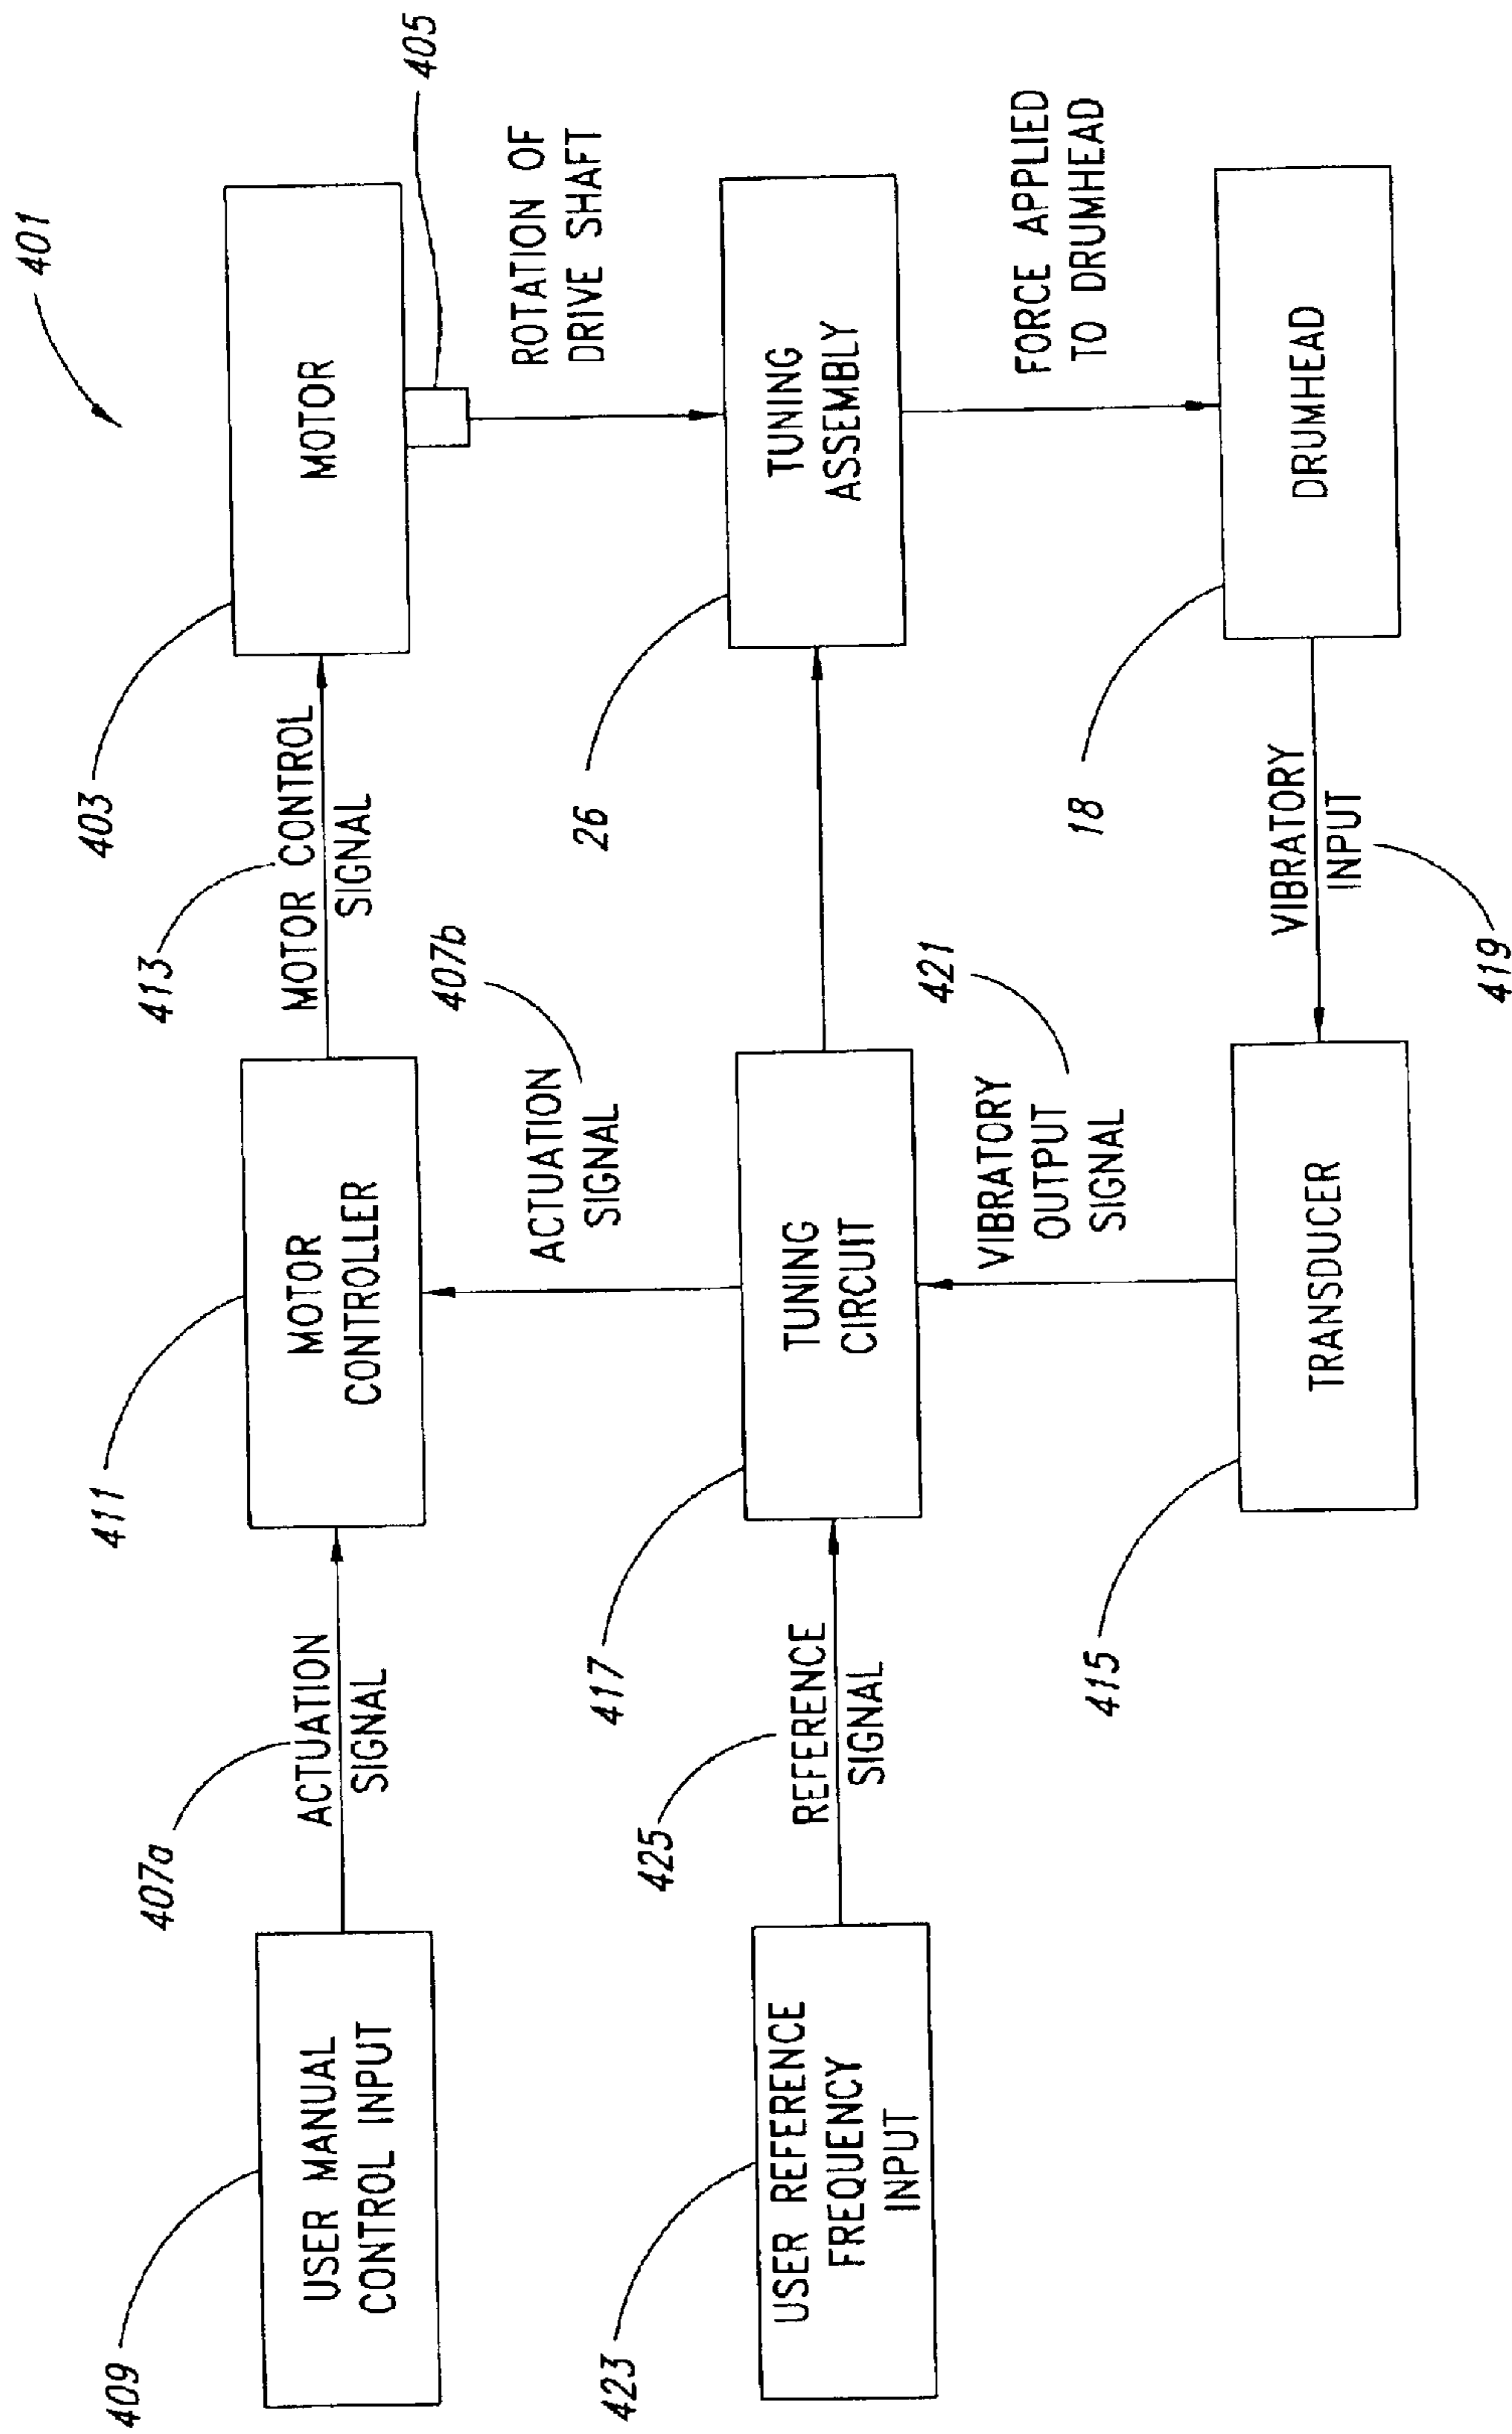 401
409
USER MANUAL
CONTROL INPUT
407a
ACTUATION
SIGNAL
411
MOTOR
CONTROLLER
413
MOTOR CONTROL
SIGNAL
403
MOTOR
405
407b
ACTUATION
SIGNAL
ROTATION OF
DRIVE SHAFT
423
USER REFERENCE
FREQUENCY
INPUT
425
REFERENCE
SIGNAL
417
TUNING
CIRCUIT
26
TUNING
ASSEMBLY
421
VIBRATORY
OUTPUT
SIGNAL
FORCE APPLIED
TO DRUMHEAD
415
TRANSDUCER
VIBRATORY
INPUT
419
18
DRUMHEAD